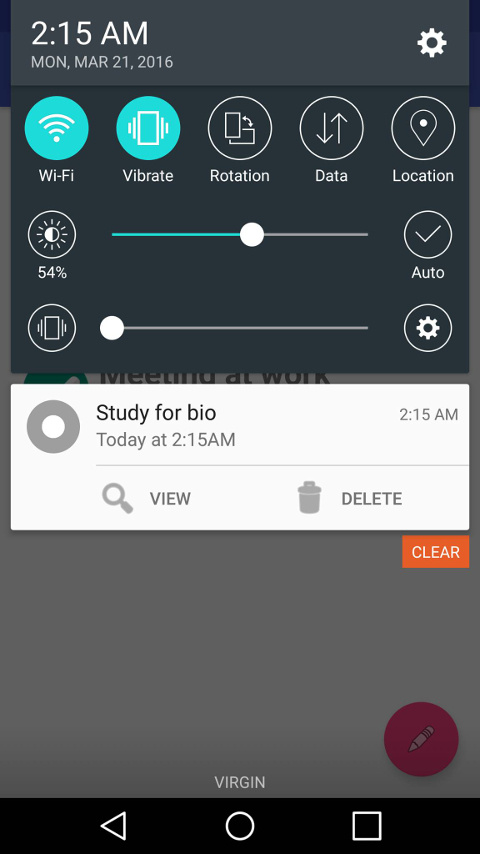 2:15 AM
MON, MAR 21, 2016
Wi-Fi
Vibrate
Rotation
Data
Location
54%
Auto
Meeting at work
Study for bio
2:15 AM
Today at 2:15AM
VIEW
DELETE
CLEAR
VIRGIN